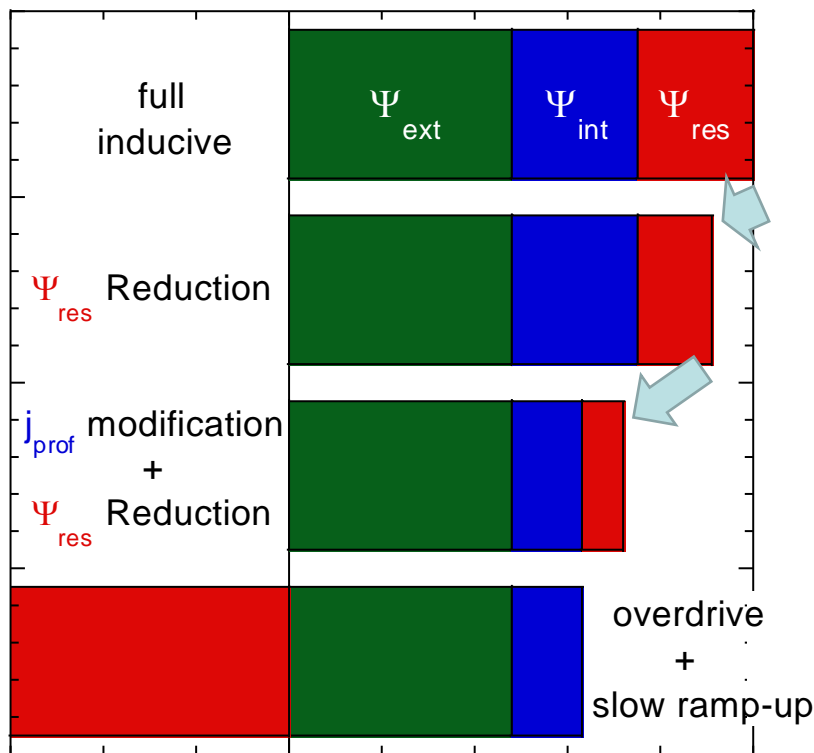 full
inducive
Ψext Ψint Ψres
Ψres Reduction
jprof modification
+
Ψres Reduction
overdrive
+
slow ramp-up